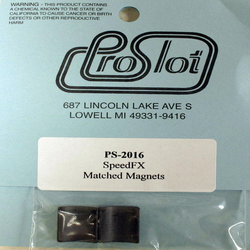 WARNING - THIS PRODUCT CONTAINS
A CHEMICAL KNOWN TO THE STATE OF
CALIFORNIA TO CAUSE CANCER OR BIRTH
DEFECTS OR OTHER REPRODUCTIVE
HARM
ProSlot
687 LINCOLN LAKE AVE S
LOWELL MI 49331-9416
PS-2016
SpeedFX
Matched Magnets